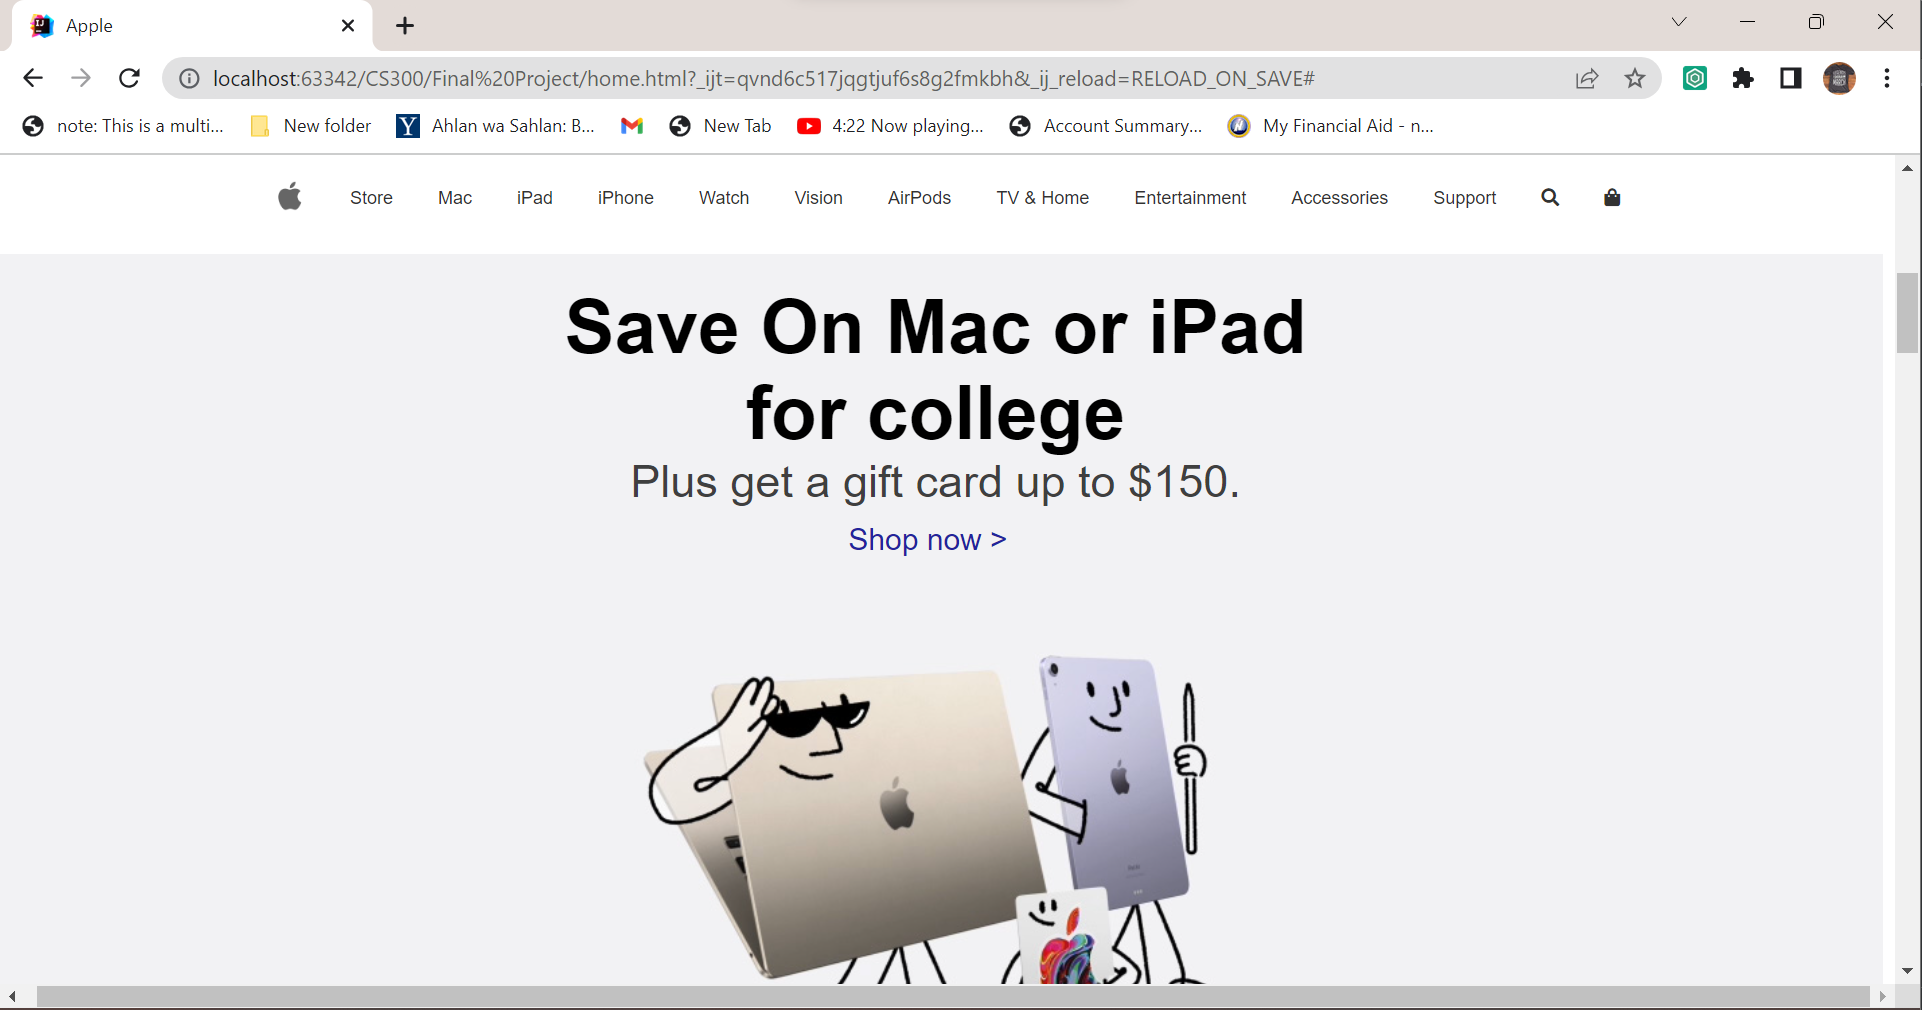 Apple
localhost:63342/CS300/Final%20Project/home.html?_ijt=qvnd6c517jqgtjuf6s8g2fmkbh&_ij_reload=RELOAD_ON_SAVE#
note: This is a multi... New folder Y Ahlan wa Sahlan: B... New Tab 4:22 Now playing... Account Summary... My Financial Aid - n...
Store Mac iPad iPhone Watch Vision AirPods TV & Home Entertainment Accessories Support
Save On Mac or iPad
for college
Plus get a gift card up to $150.
Shop now >